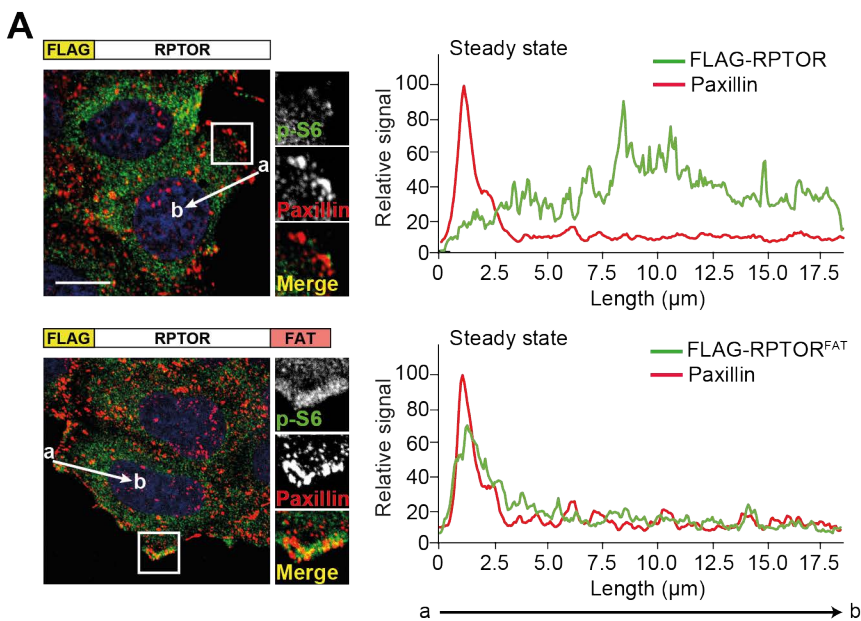 A
FLAG RPTOR
a
b
p-S6
Paxillin
Merge
Steady state
FLAG-RPTOR
Paxillin
Relative signal
100
80
60
40
20
0
0 2.5 5.0 7.5 10.0 12.5 15.0 17.5
Length (μm)
FLAG RPTOR FAT
a
b
p-S6
Paxillin
Merge
Steady state
FLAG-RPTORFAT
Paxillin
Relative signal
100
80
60
40
20
0
0 2.5 5.0 7.5 10.0 12.5 15.0 17.5
Length (μm)
a b